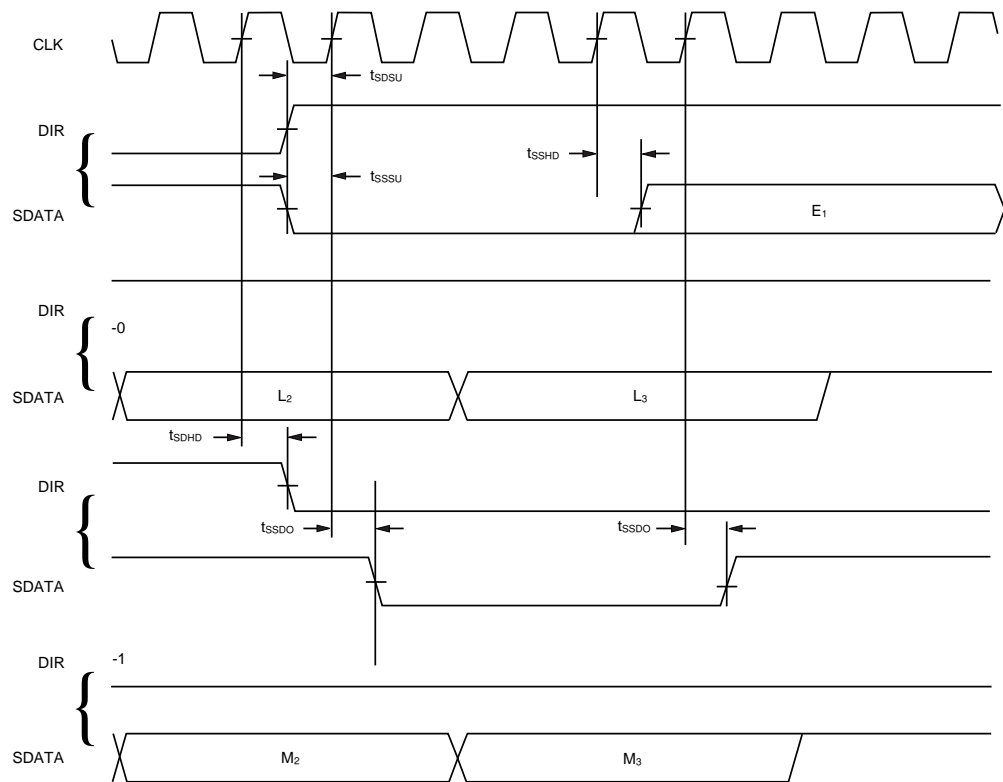 CLK
tSDSU
DIR
tSSHD
tSSSU
SDATA
E1
DIR
-0
SDATA
L2
L3
tSDHD
DIR
tSSDO
tSSDO
SDATA
DIR
-1
SDATA
M2
M3